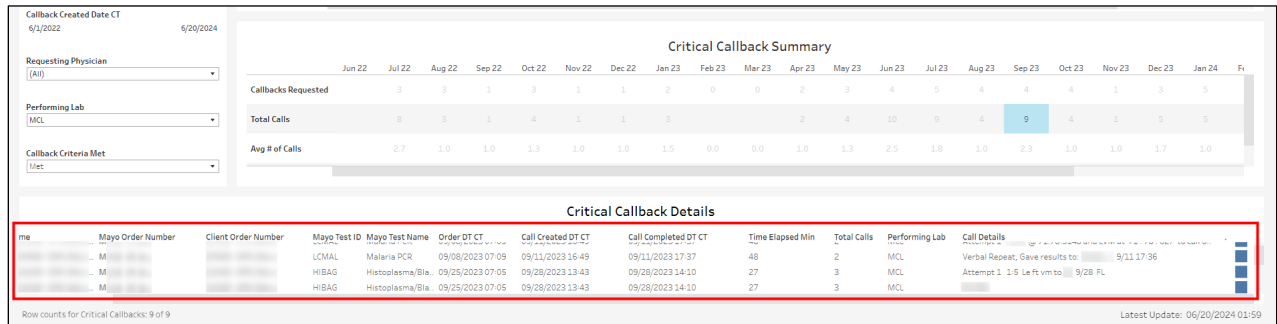 Callback Created Date CT
6/1/2022 6/20/2024
Requesting Physician
(All)
Performing Lab
MCL
Callback Criteria Met
Met
Critical Callback Summary
Jun 22 Jul 22 Aug 22 Sep 22 Oct 22 Nov 22 Dec 22 Jan 23 Feb 23 Mar 23 Apr 23 May 23 Jun 23 Jul 23 Aug 23 Sep 23 Oct 23 Nov 23 Dec 23 Jan 24
Callbacks Requested 3 3 1 3 1 1 2 0 0 2 3 4 5 4 4 4 1 3 5
Total Calls 8 3 1 4 1 1 3 2 4 10 9 4 9 4 1 5 5
Avg # of Calls 2.7 1.0 1.0 1.3 1.0 1.0 1.5 0.0 0.0 1.0 1.3 2.5 1.8 1.0 2.3 1.0 1.0 1.7 1.0
Critical Callback Details
me Mayo Order Number Client Order Number Mayo Test ID Mayo Test Name Order DT CT Call Created DT CT Call Completed DT CT Time Elapsed Min Total Calls Performing Lab Call Details
LCMAL Malaria PCR 09/08/2023 07:09 09/11/2023 16:49 09/11/2023 17:37 48 2 MCL Verbal Repeat, Gave results to: 9/11 17:36
HIBAG Histoplasma/Bla.. 09/25/2023 07:05 09/28/2023 13:43 09/28/2023 14:10 27 3 MCL Attempt 1 1:5 Left vm to 9/28 FL
HIBAG Histoplasma/Bla.. 09/25/2023 07:05 09/28/2023 13:43 09/28/2023 14:10 27 3 MCL
Row counts for Critical Callbacks: 9 of 9
Latest Update: 06/20/2024 01:59